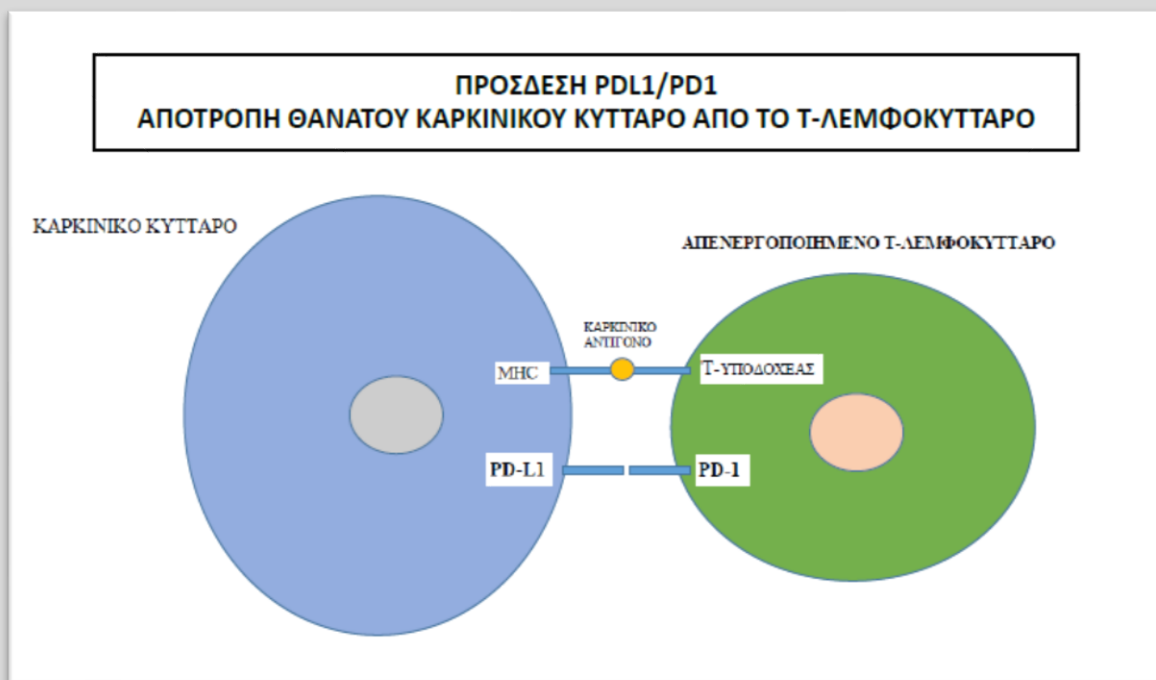 ΠΡΟΣΔΕΣΗ PDL1/PD1
ΑΠΟΤΡΟΠΗ ΘΑΝΑΤΟΥ ΚΑΡΚΙΝΙΚΟΥ ΚΥΤΤΑΡΟ ΑΠΟ ΤΟ Τ-ΛΕΜΦΟΚΥΤΤΑΡΟ
ΚΑΡΚΙΝΙΚΟ ΚΥΤΤΑΡΟ
ΑΠΕΝΕΡΓΟΠΟΙΗΜΕΝΟ Τ-ΛΕΜΦΟΚΥΤΤΑΡΟ
ΚΑΡΚΙΝΙΚΟ
ΑΝΤΙΓΟΝΟ
MHC
Τ-ΥΠΟΔΟΧΕΑΣ
PD-L1
PD-1